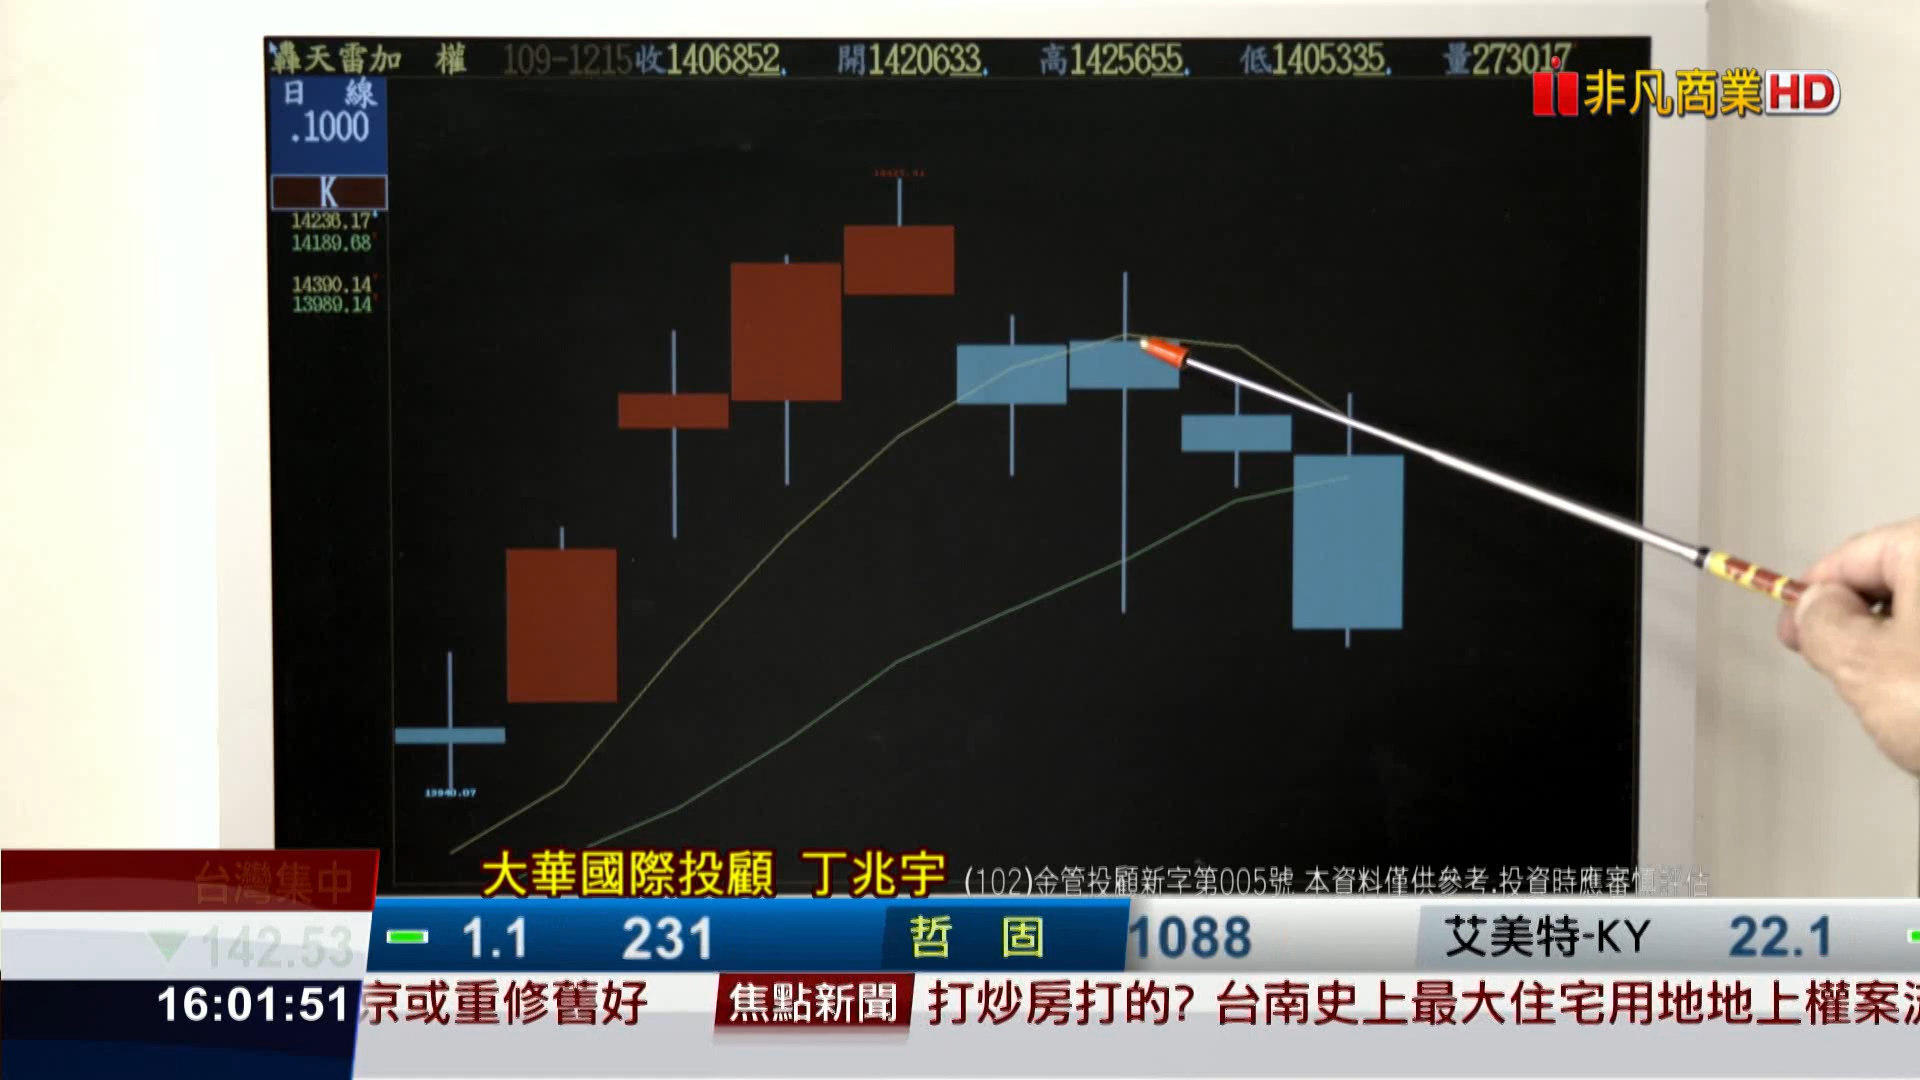 轟天雷加 權 109-1215收1406852. 開1420633. 高1425655. 低1405335. 量273017
非凡商業HD
日 線
.1000
K
14236.17
14189.68
14390.14
13989.14
13940.07
大華國際投顧 丁兆宇
(102)金管投顧新字第005號 本資料僅供參考.投資時應審慎評估
台灣集中
▼142.53
1.1 231 哲 固 1088 艾美特-KY 22.1
16:01:51
京或重修舊好 焦點新聞 打炒房打的? 台南史上最大住宅用地地上權案流